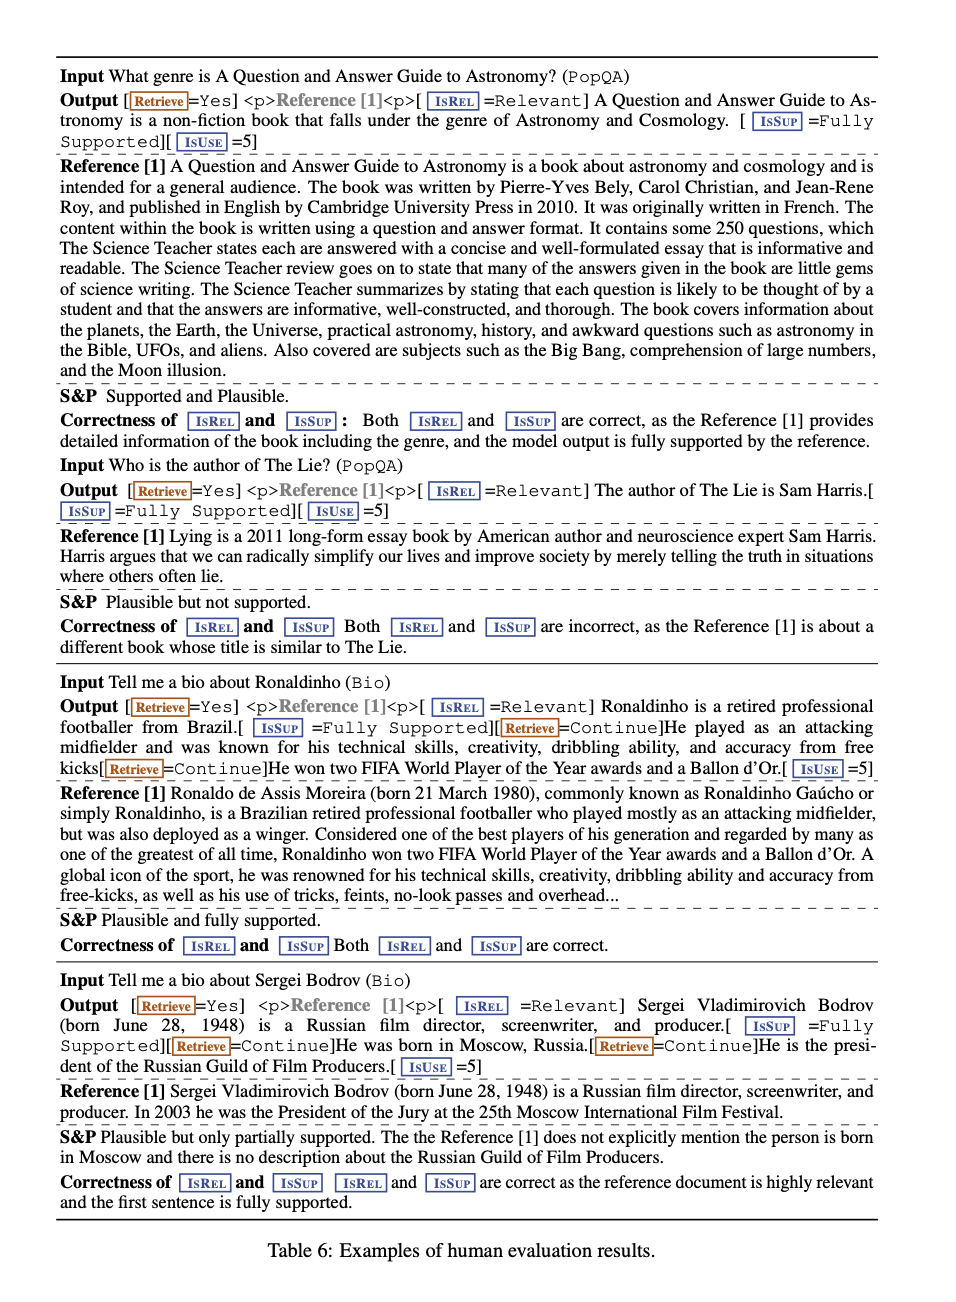 Input What genre is A Question and Answer Guide to Astronomy? (PopQA)
Output [Retrieve=Yes] <p>Reference [1]<p>[ ISREL =Relevant] A Question and Answer Guide to As-
tronomy is a non-fiction book that falls under the genre of Astronomy and Cosmology. [ ISSUP =Fully
Supported][ ISUSE =5]
Reference [1] A Question and Answer Guide to Astronomy is a book about astronomy and cosmology and is
intended for a general audience. The book was written by Pierre-Yves Bely, Carol Christian, and Jean-Rene
Roy, and published in English by Cambridge University Press in 2010. It was originally written in French. The
content within the book is written using a question and answer format. It contains some 250 questions, which
The Science Teacher states each are answered with a concise and well-formulated essay that is informative and
readable. The Science Teacher review goes on to state that many of the answers given in the book are little gems
of science writing. The Science Teacher summarizes by stating that each question is likely to be thought of by a
student and that the answers are informative, well-constructed, and thorough. The book covers information about
the planets, the Earth, the Universe, practical astronomy, history, and awkward questions such as astronomy in
the Bible, UFOs, and aliens. Also covered are subjects such as the Big Bang, comprehension of large numbers,
and the Moon illusion.
S&P Supported and Plausible.
Correctness of ISREL and ISSUP : Both ISREL and ISSUP are correct, as the Reference [1] provides
detailed information of the book including the genre, and the model output is fully supported by the reference.
Input Who is the author of The Lie? (PopQA)
Output [Retrieve=Yes] <p>Reference [1]<p>[ ISREL =Relevant] The author of The Lie is Sam Harris.[
ISSUP =Fully Supported][ ISUSE =5]
Reference [1] Lying is a 2011 long-form essay book by American author and neuroscience expert Sam Harris.
Harris argues that we can radically simplify our lives and improve society by merely telling the truth in situations
where others often lie.
S&P Plausible but not supported.
Correctness of ISREL and ISSUP Both ISREL and ISSUP are incorrect, as the Reference [1] is about a
different book whose title is similar to The Lie.
Input Tell me a bio about Ronaldinho (Bio)
Output [Retrieve=Yes] <p>Reference [1]<p>[ ISREL =Relevant] Ronaldinho is a retired professional
footballer from Brazil.[ ISSUP =Fully Supported][Retrieve=Continue]He played as an attacking
midfielder and was known for his technical skills, creativity, dribbling ability, and accuracy from free
kicks[Retrieve=Continue]He won two FIFA World Player of the Year awards and a Ballon d'Or.[ ISUSE =5]
Reference [1] Ronaldo de Assis Moreira (born 21 March 1980), commonly known as Ronaldinho Gaúcho or
simply Ronaldinho, is a Brazilian retired professional footballer who played mostly as an attacking midfielder,
but was also deployed as a winger. Considered one of the best players of his generation and regarded by many as
one of the greatest of all time, Ronaldinho won two FIFA World Player of the Year awards and a Ballon d'Or. A
global icon of the sport, he was renowned for his technical skills, creativity, dribbling ability and accuracy from
free-kicks, as well as his use of tricks, feints, no-look passes and overhead...
S&P Plausible and fully supported.
Correctness of ISREL and ISSUP Both ISREL and ISSUP are correct.
Input Tell me a bio about Sergei Bodrov (Bio)
Output [Retrieve=Yes] <p>Reference [1]<p>[ ISREL =Relevant] Sergei Vladimirovich Bodrov
(born June 28, 1948) is a Russian film director, screenwriter, and producer.[ ISSUP =Fully
Supported][Retrieve=Continue]He was born in Moscow, Russia.[Retrieve=Continue]He is the presi-
dent of the Russian Guild of Film Producers.[ ISUSE =5]
Reference [1] Sergei Vladimirovich Bodrov (born June 28, 1948) is a Russian film director, screenwriter, and
producer. In 2003 he was the President of the Jury at the 25th Moscow International Film Festival.
S&P Plausible but only partially supported. The the Reference [1] does not explicitly mention the person is born
in Moscow and there is no description about the Russian Guild of Film Producers.
Correctness of ISREL and ISSUP ISREL and ISSUP are correct as the reference document is highly relevant
and the first sentence is fully supported.
Table 6: Examples of human evaluation results.